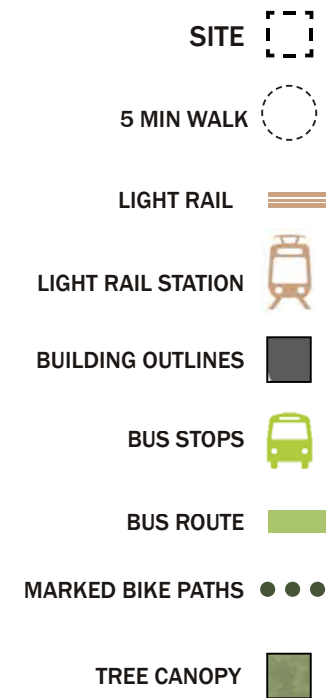 SITE
5 MIN WALK
LIGHT RAIL
LIGHT RAIL STATION
BUILDING OUTLINES
BUS STOPS
BUS ROUTE
MARKED BIKE PATHS
TREE CANOPY